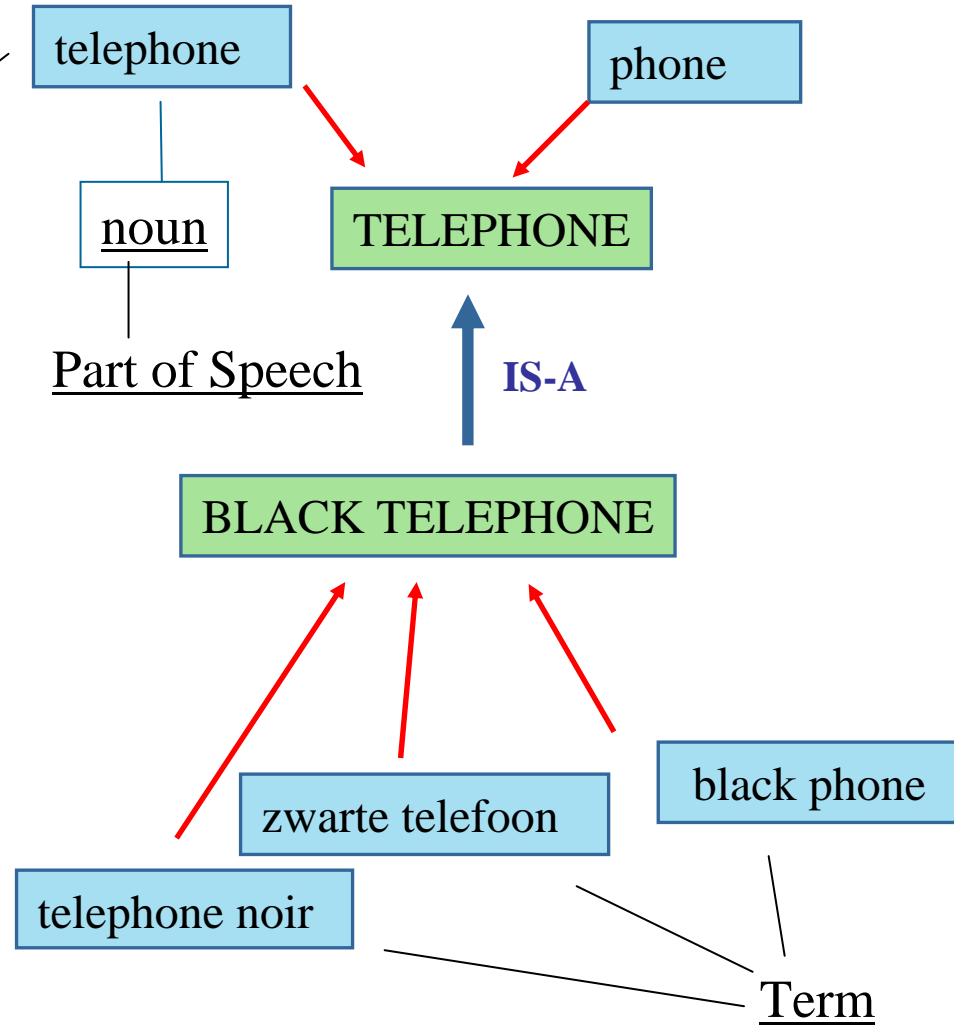 telephone
phone
noun
TELEPHONE
Part of Speech
IS-A
BLACK TELEPHONE
black phone
zwarte telefoon
telephone noir
Term